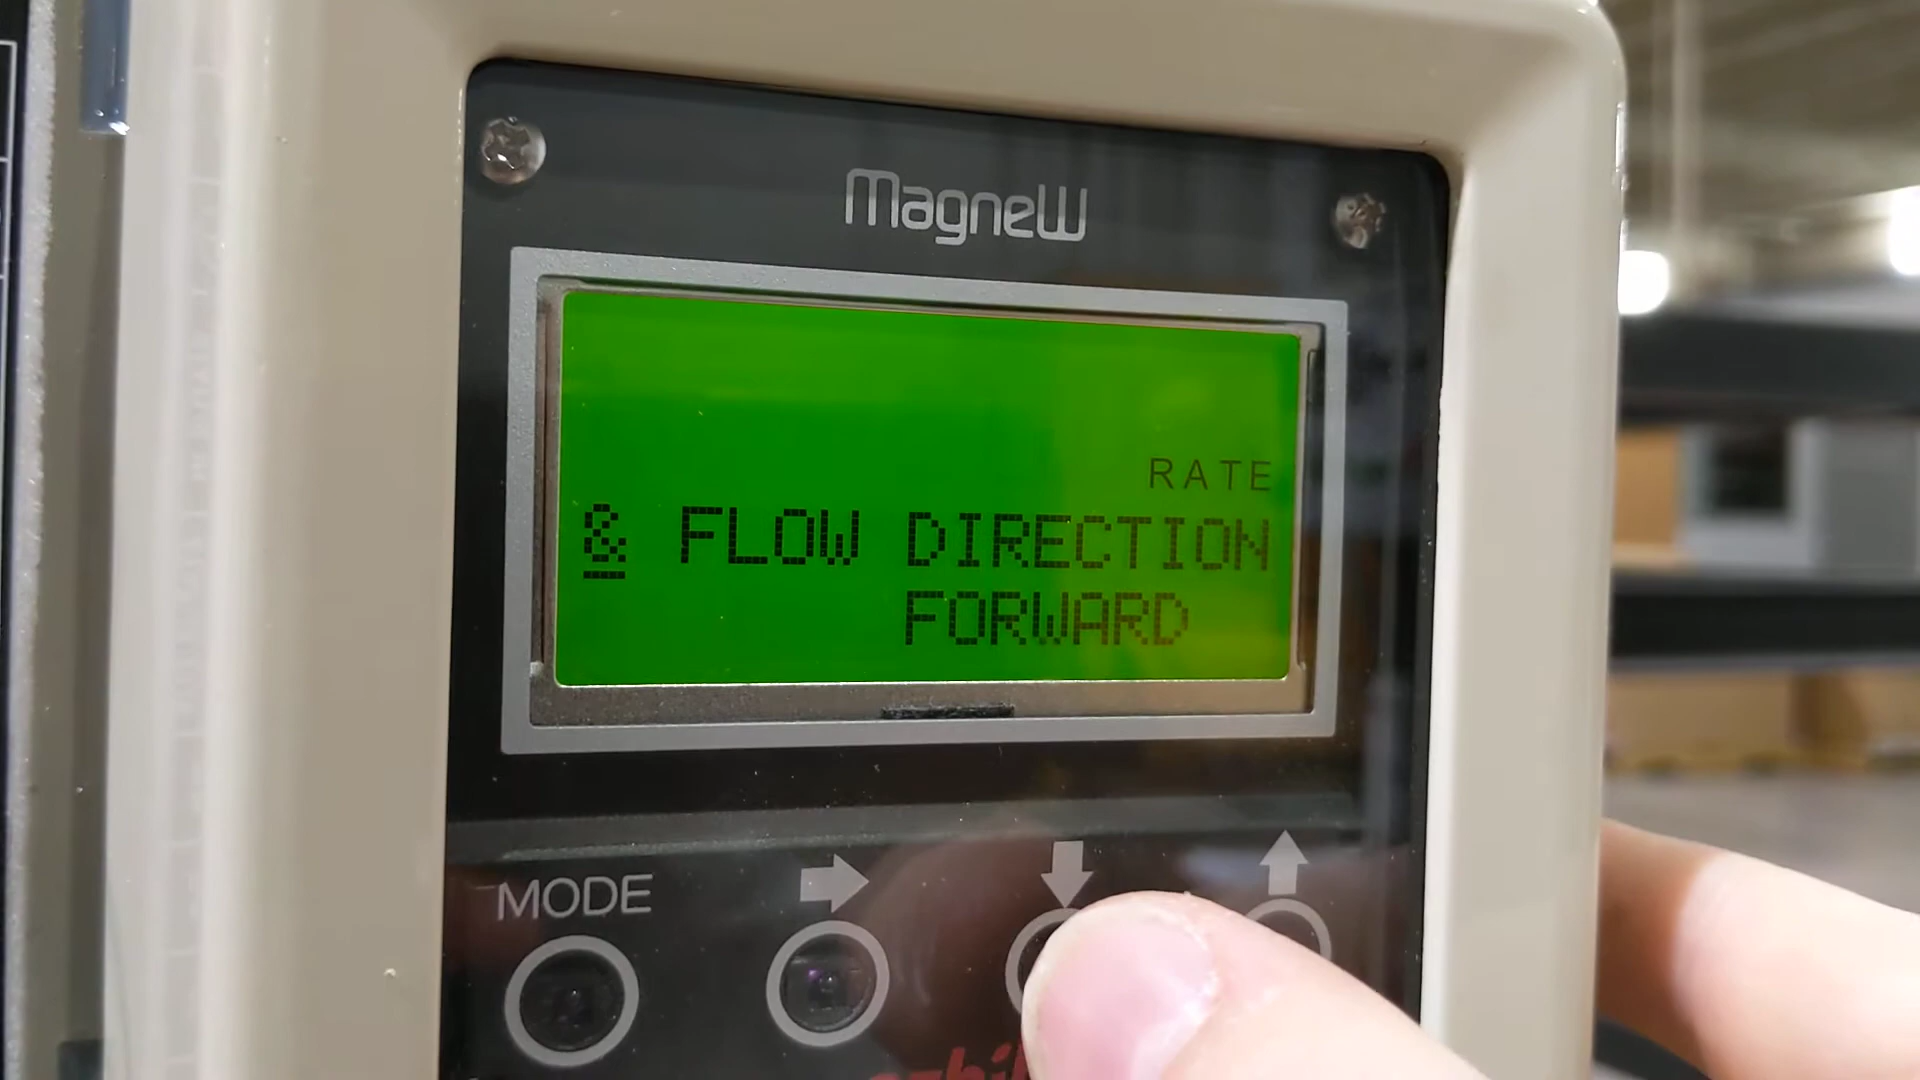 MagneW
RATE
& FLOW DIRECTION
FORWARD
MODE